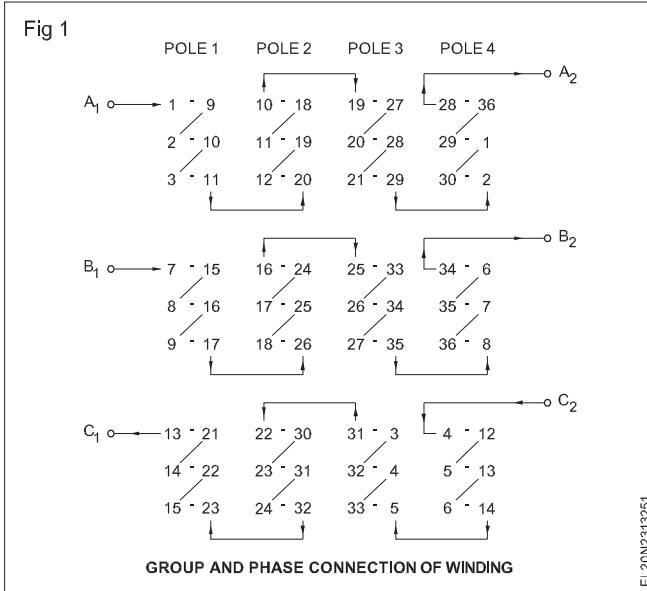 Fig 1
POLE 1 POLE 2 POLE 3 POLE 4
A2
A1 1 - 9 10 - 18 19 - 27 28 - 36
2 - 10 11 - 19 20 - 28 29 - 1
3 - 11 12 - 20 21 - 29 30 - 2
B2
B1 7 - 15 16 - 24 25 - 33 34 - 6
8 - 16 17 - 25 26 - 34 35 - 7
9 - 17 18 - 26 27 - 35 36 - 8
C2
C1 13 - 21 22 - 30 31 - 3 4 - 12
14 - 22 23 - 31 32 - 4 5 - 13
15 - 23 24 - 32 33 - 5 6 - 14
GROUP AND PHASE CONNECTION OF WINDING
EL20N2313251